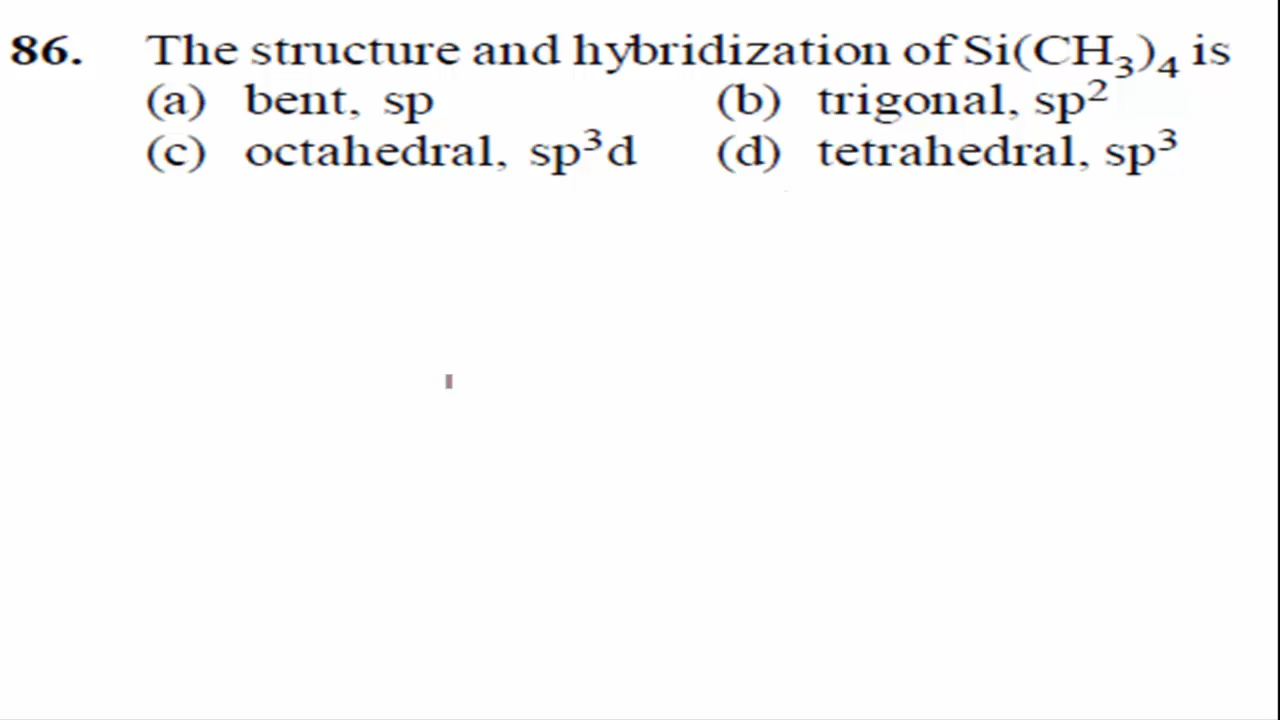 86. The structure and hybridization of Si(CH₃)₄ is
(a) bent, sp (b) trigonal, sp²
(c) octahedral, sp³d (d) tetrahedral, sp³